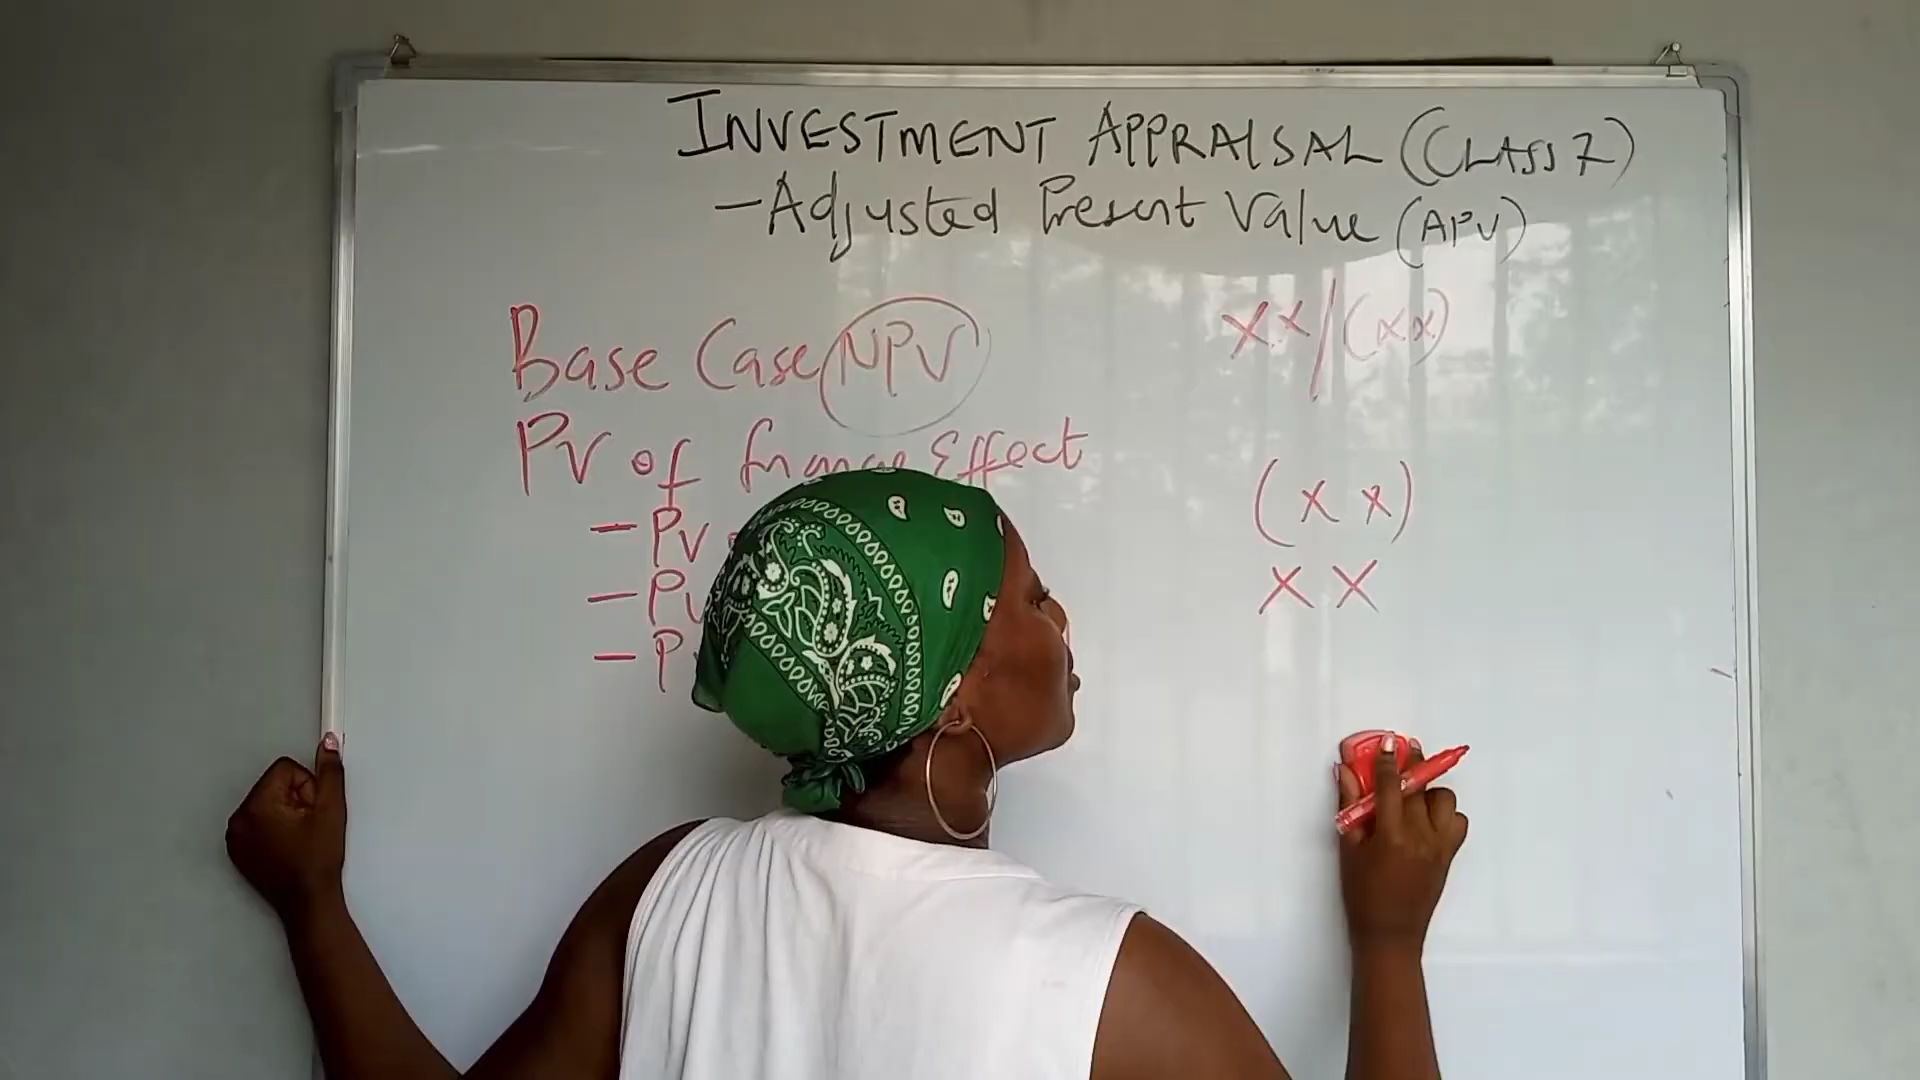 INVESTMENT APPRAISAL (CLASS 7)
- Adjusted Present Value (APV)
Base Case NPV xx/(xx)
PV of finance Effect
- PV (xx)
- PV xx
- P